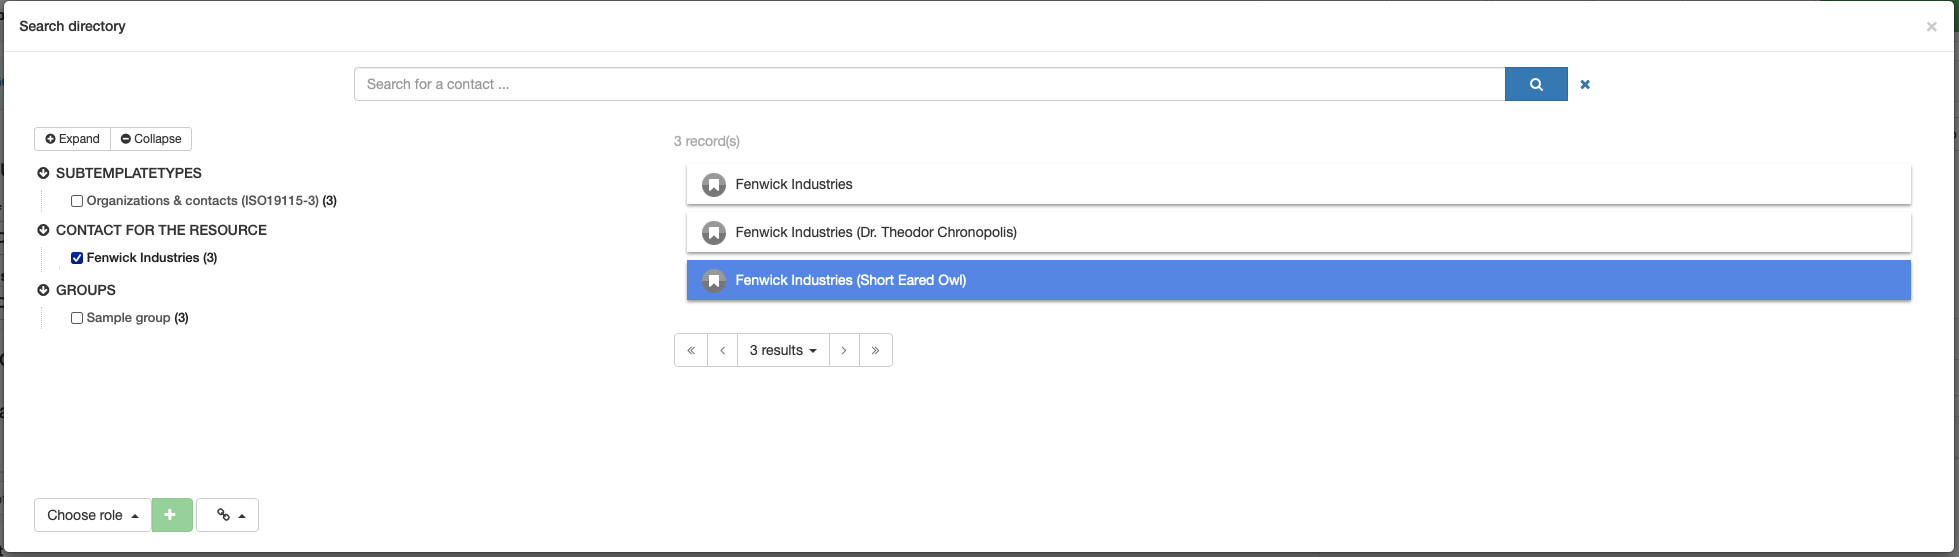 Search directory
×
Search for a contact ...
Expand Collapse
3 record(s)
SUBTEMPLATETYPES
Organizations & contacts (ISO19115-3) (3)
CONTACT FOR THE RESOURCE
Fenwick Industries (3)
GROUPS
Sample group (3)
Fenwick Industries
Fenwick Industries (Dr. Theodor Chronopolis)
Fenwick Industries (Short Eared Owl)
« ‹ 3 results › »
Choose role